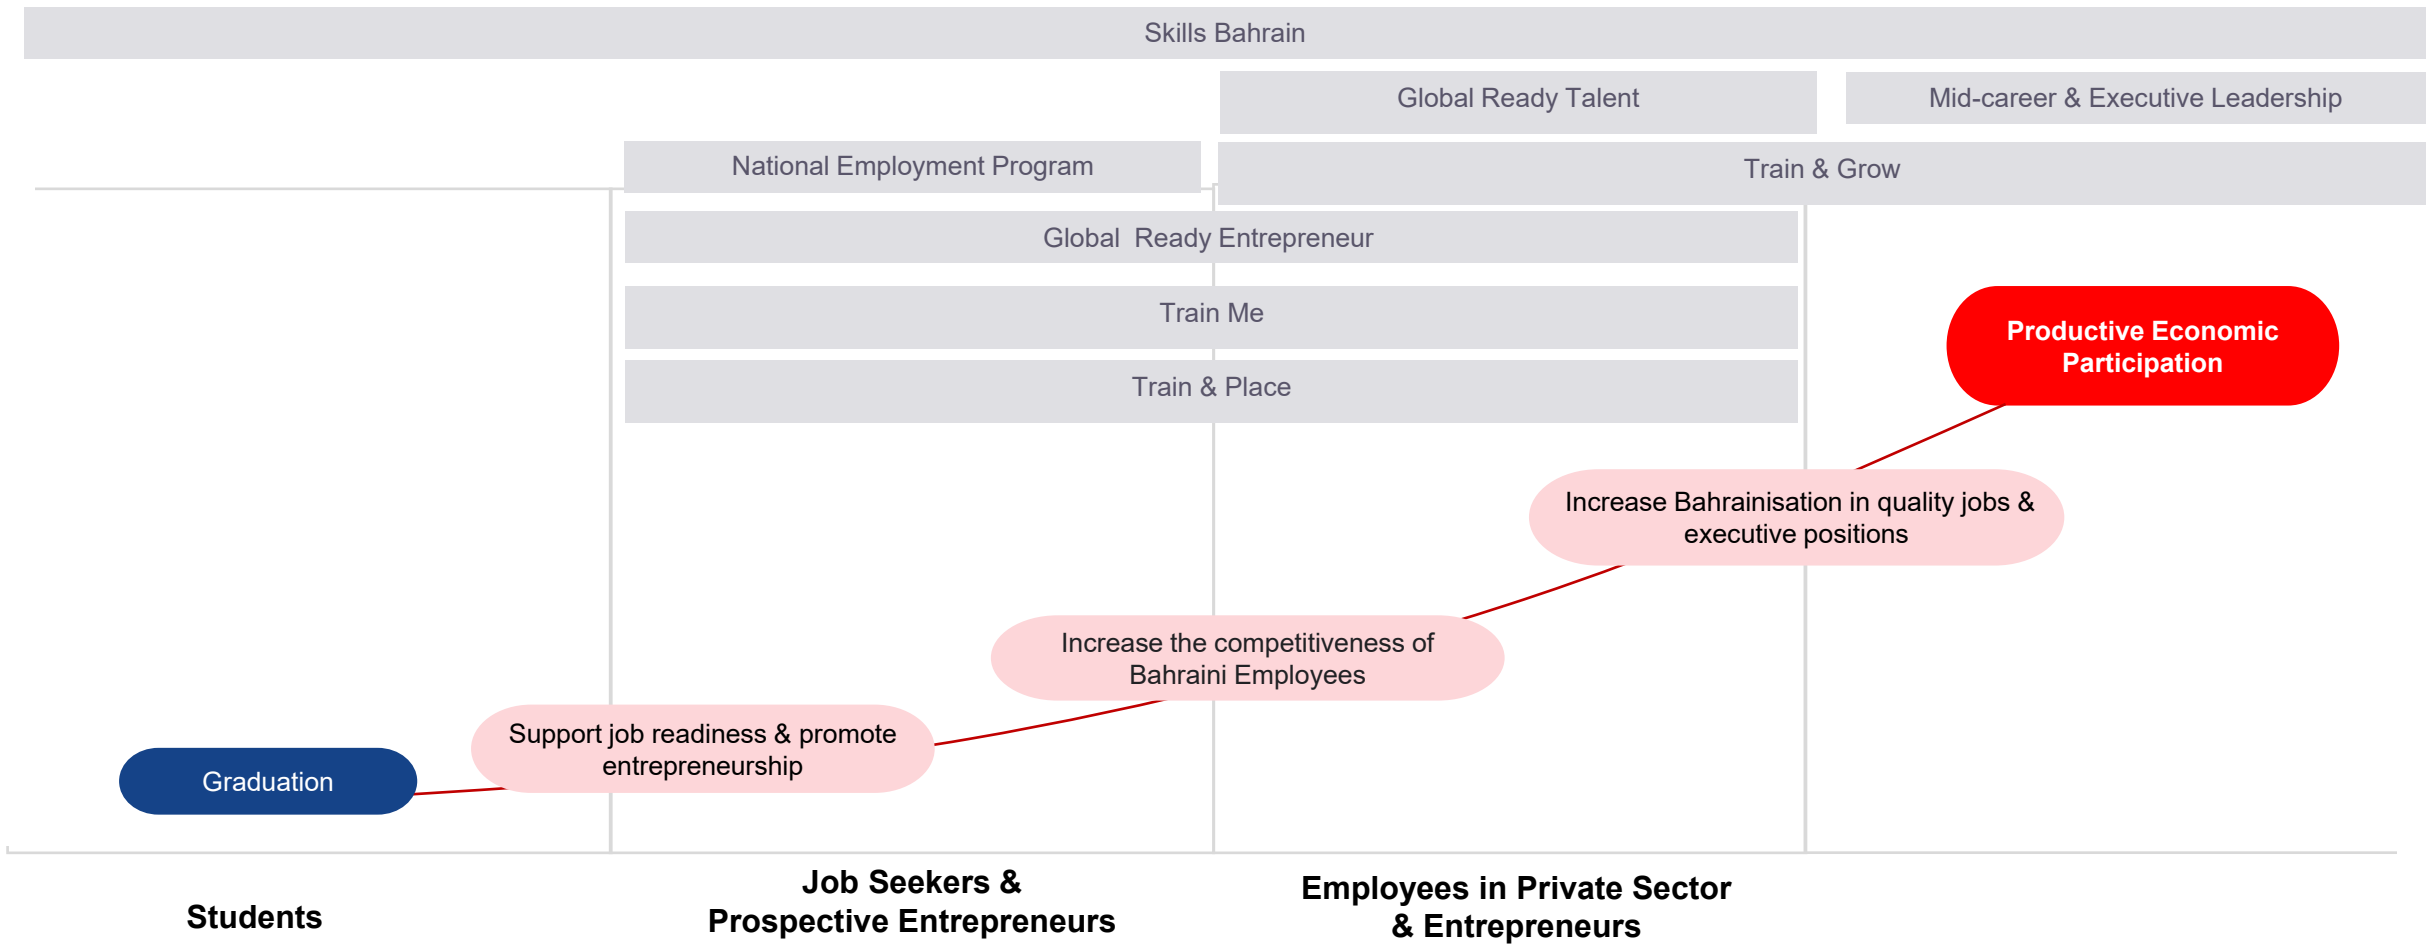 Skills Bahrain
Global Ready Talent
Mid-career & Executive Leadership
National Employment Program
Train & Grow
Global Ready Entrepreneur
Train Me
Train & Place
Productive Economic
Participation
Increase Bahrainisation in quality jobs &
executive positions
Increase the competitiveness of
Bahraini Employees
Support job readiness & promote
entrepreneurship
Graduation
Students
Job Seekers &
Prospective Entrepreneurs
Employees in Private Sector
& Entrepreneurs